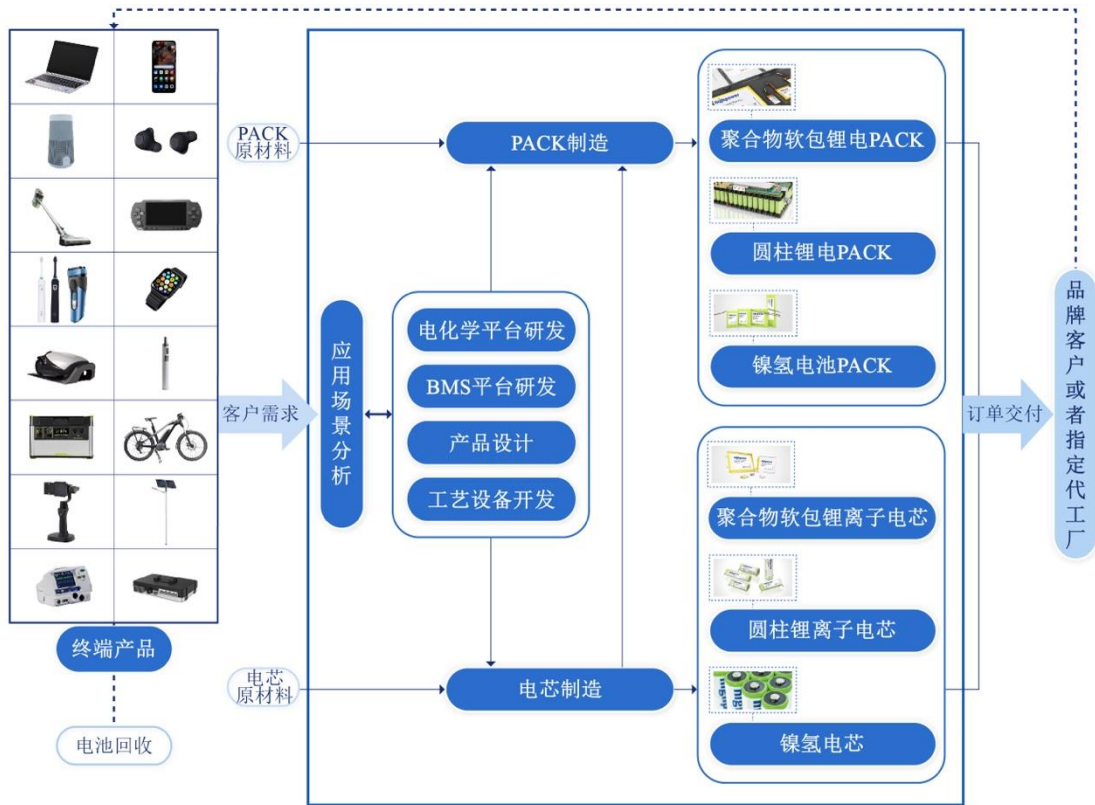 PACK
原材料
PACK制造
聚合物软包锂电PACK
圆柱锂电PACK
镍氢电池PACK
应用场景分析
电化学平台研发
BMS平台研发
产品设计
工艺设备开发
客户需求
订单交付
品牌客户或者指定代工厂
聚合物软包锂离子电芯
圆柱锂离子电芯
终端产品
电芯
原材料
电芯制造
镍氢电芯
电池回收